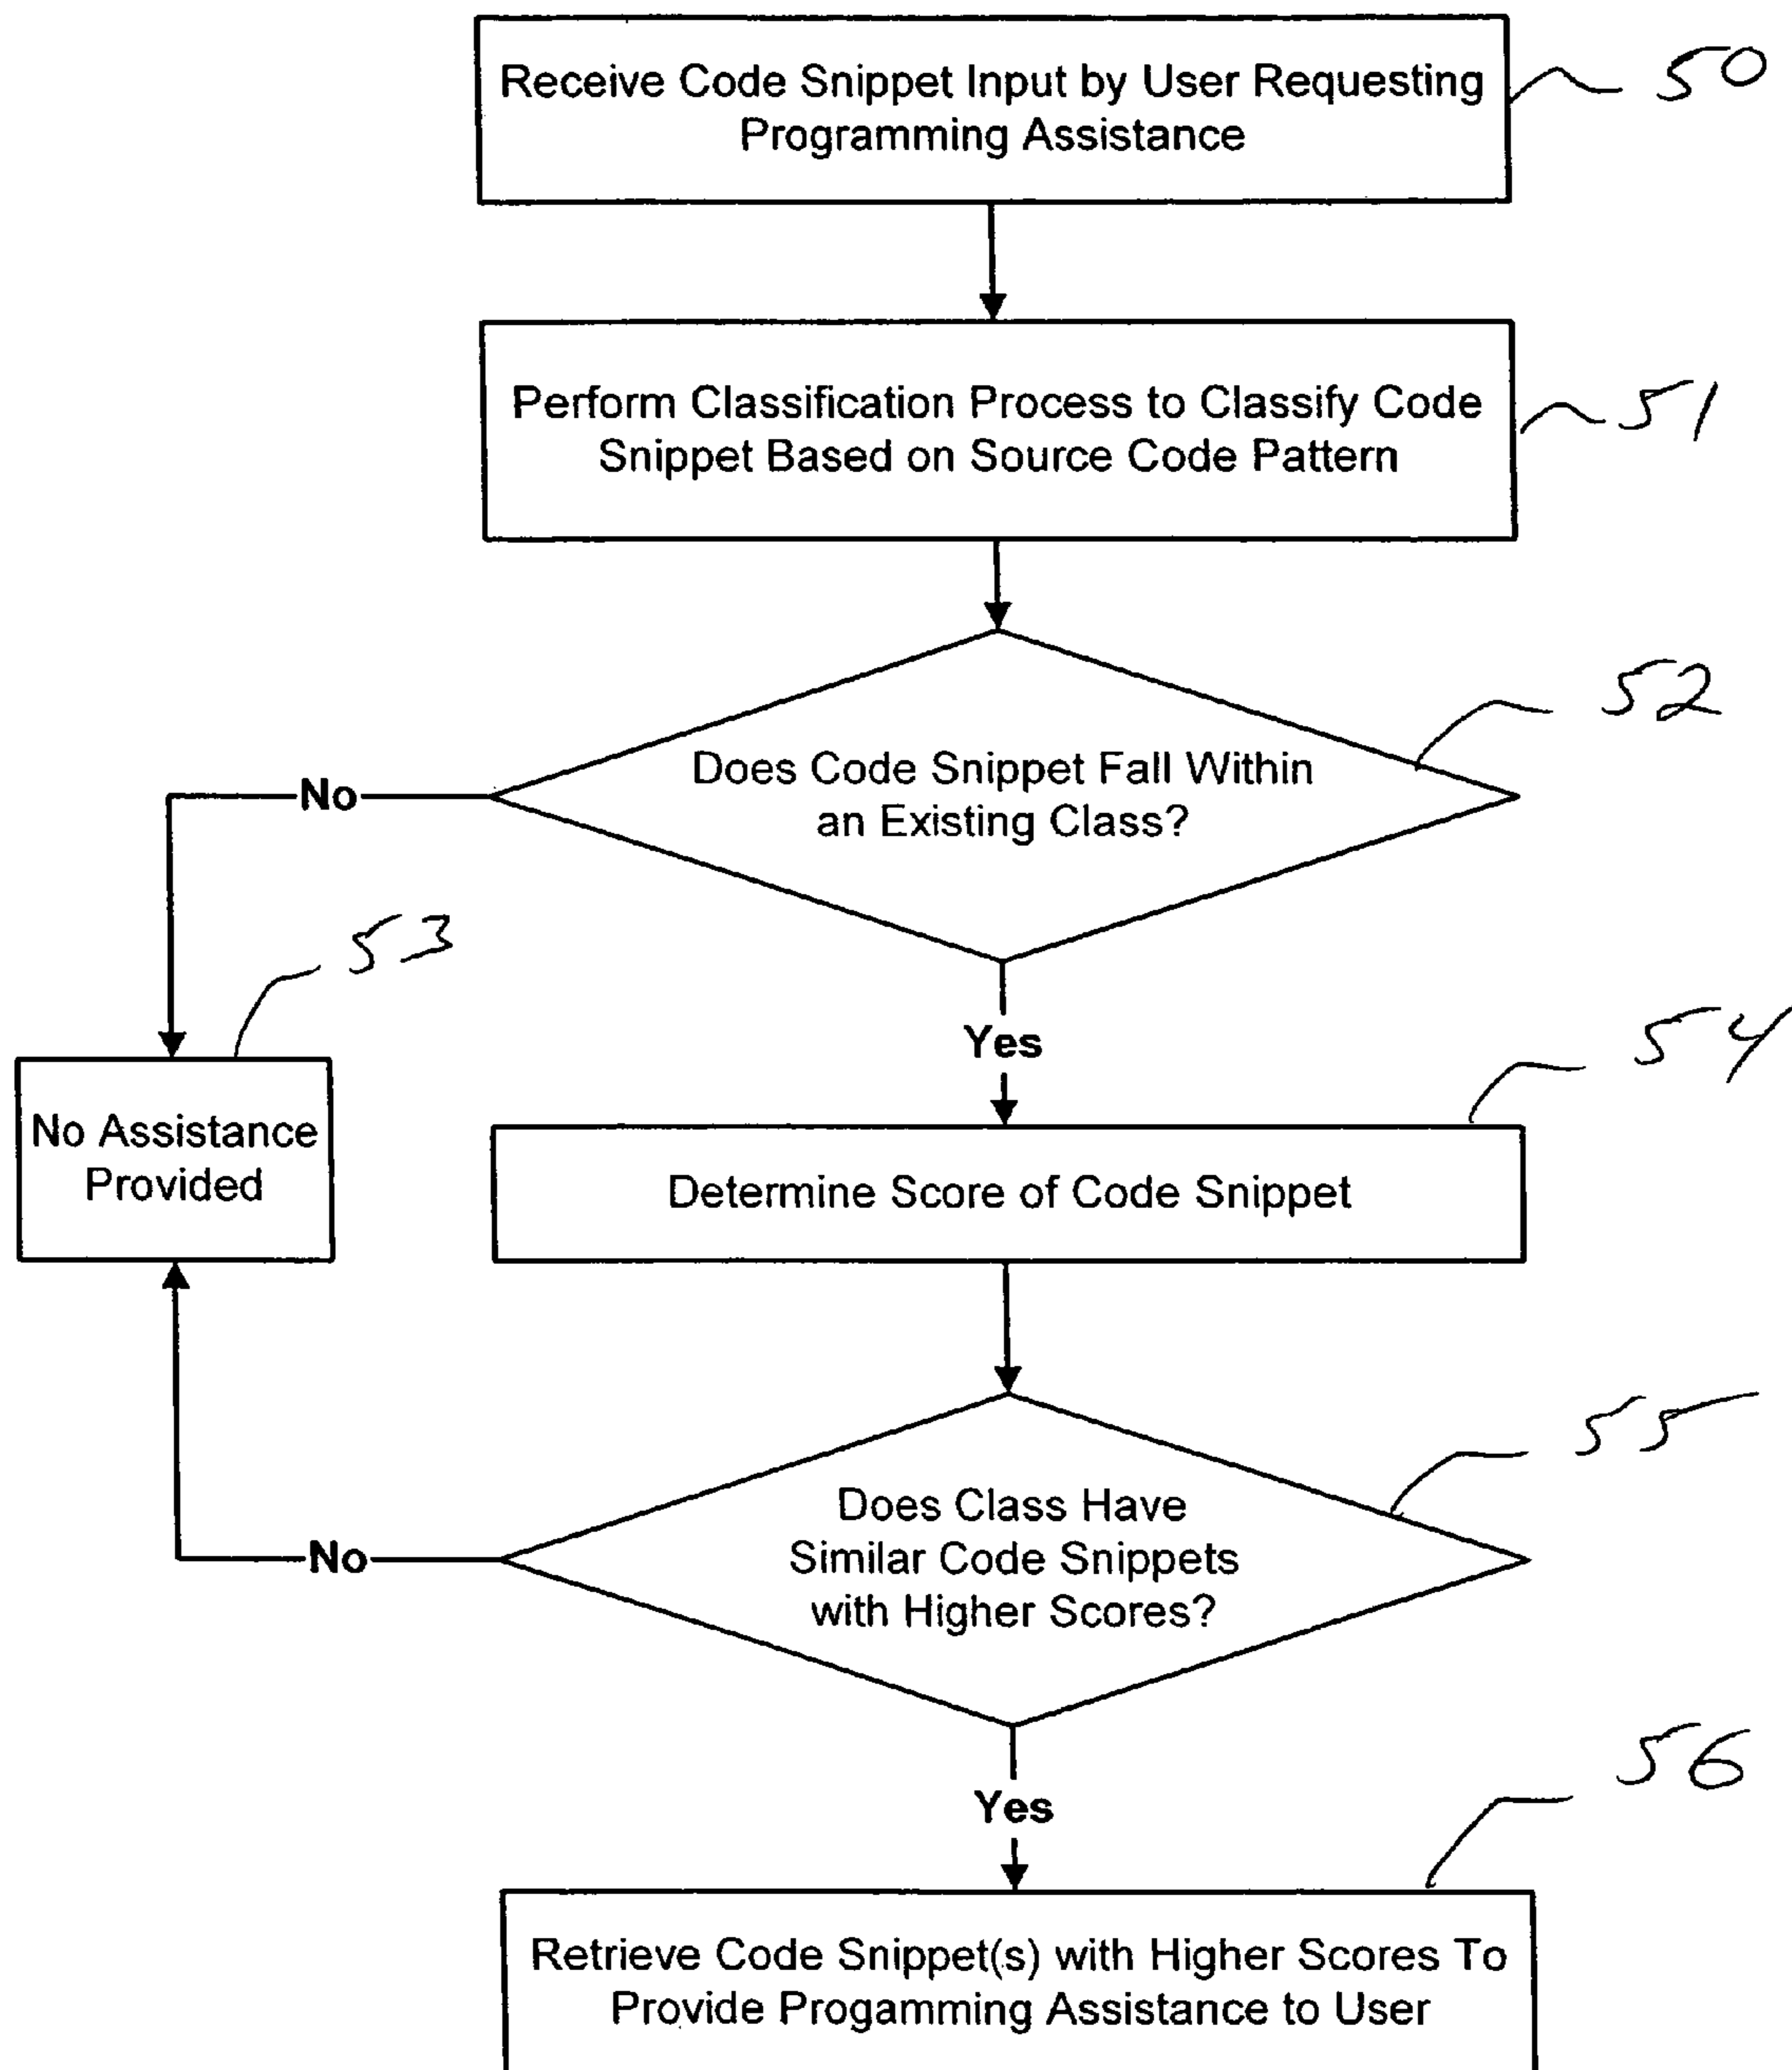 Receive Code Snippet Input by User Requesting
Programming Assistance
50
Perform Classification Process to Classify Code
Snippet Based on Source Code Pattern
51
52
Does Code Snippet Fall Within
an Existing Class?
No
53
Yes
54
No Assistance
Provided
Determine Score of Code Snippet
55
Does Class Have
Similar Code Snippets
with Higher Scores?
No
56
Yes
Retrieve Code Snippet(s) with Higher Scores To
Provide Progamming Assistance to User